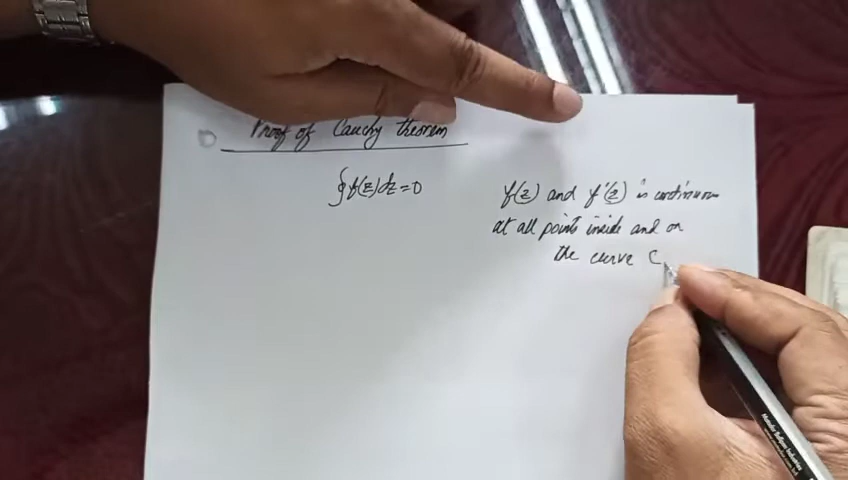 Proof of Cauchy theorem
∮f(z)dz=0
f(z) and f'(z) is continuous
at all points inside and on
the curve C